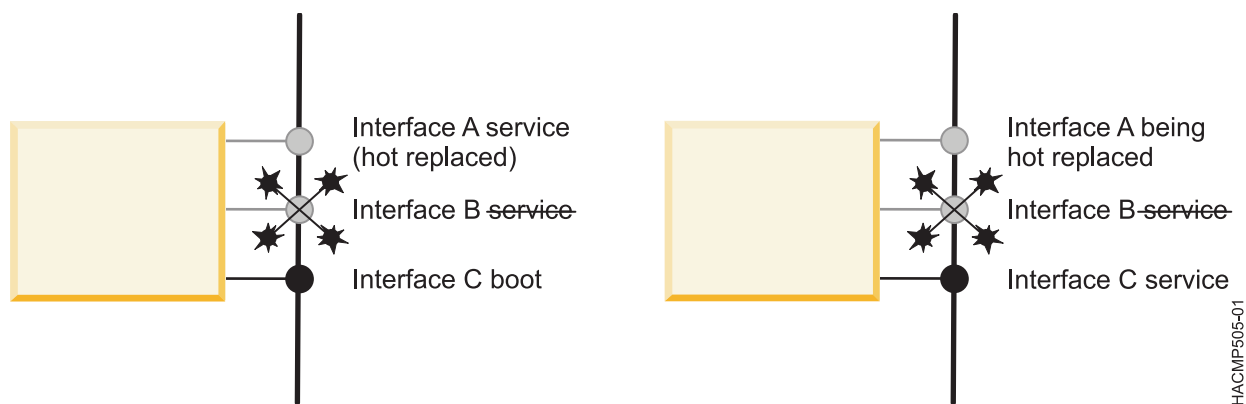 Interface A service
(hot replaced)
Interface B service
Interface C boot
Interface A being
hot replaced
Interface B service
Interface C service
HACMP505-01